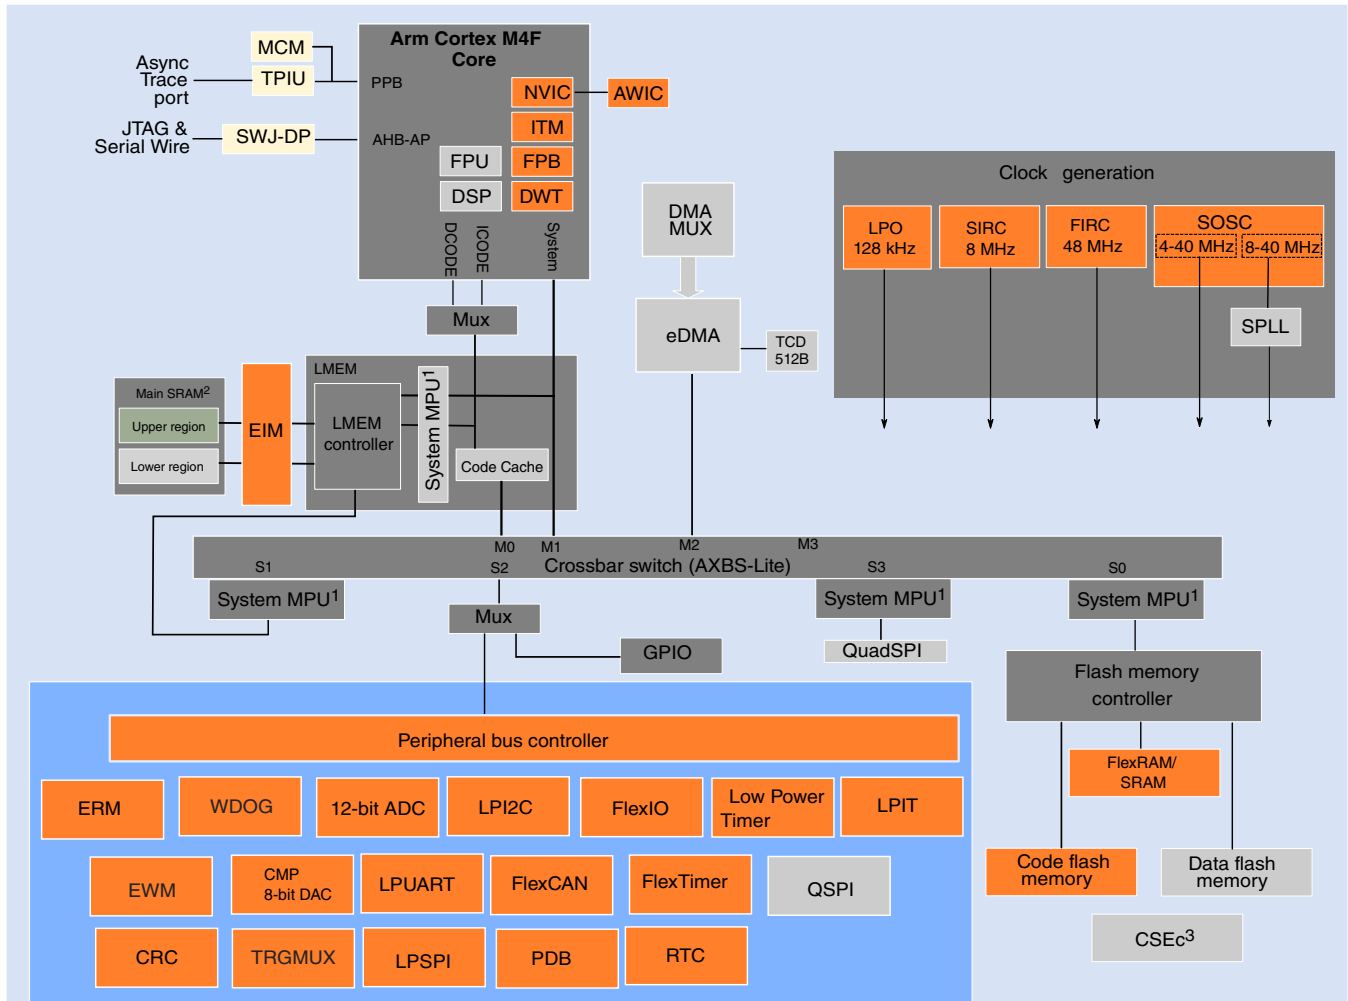 Arm Cortex M4F
Core
MCM
TPIU
Async
Trace
port
PPB
JTAG &
Serial Wire
SWJ-DP
AHB-AP
NVIC
AWIC
ITM
FPU
FPB
DSP
DWT
DCODE
ICODE
System
Mux
DMA
MUX
eDMA
TCD
512B
Clock generation
LPO
128 kHz
SIRC
8 MHz
FIRC
48 MHz
SOSC
4-40 MHz
8-40 MHz
SPLL
Main SRAM2
Upper region
Lower region
EIM
LMEM
LMEM
controller
System MPU1
Code Cache
M0
M1
M2
M3
Crossbar switch (AXBS-Lite)
S1
S2
S3
S0
System MPU1
Mux
System MPU1
System MPU1
GPIO
QuadSPI
Flash memory
controller
FlexRAM/
SRAM
Code flash
memory
Data flash
memory
CSEc3
Peripheral bus controller
ERM
WDOG
12-bit ADC
LPI2C
FlexIO
Low Power
Timer
LPIT
EWM
CMP
8-bit DAC
LPUART
FlexCAN
FlexTimer
QSPI
CRC
TRGMUX
LPSPI
PDB
RTC